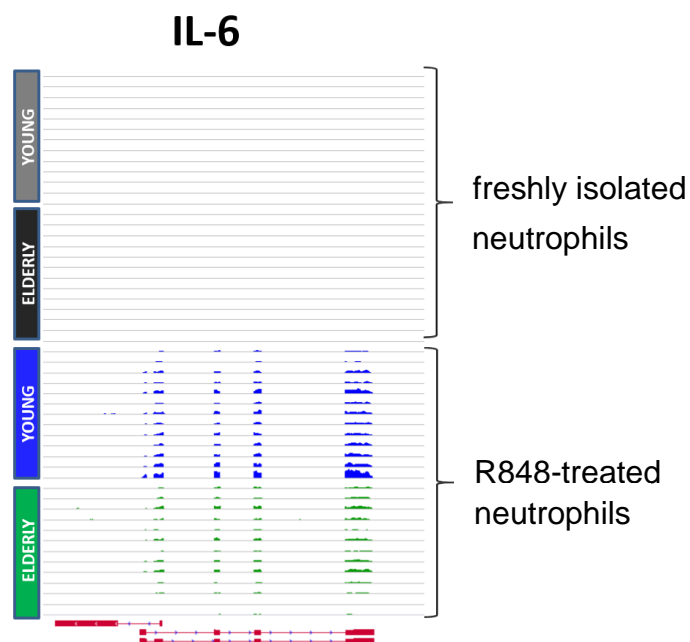 IL-6
YOUNG
ELDERLY
freshly isolated
neutrophils
YOUNG
ELDERLY
R848-treated
neutrophils